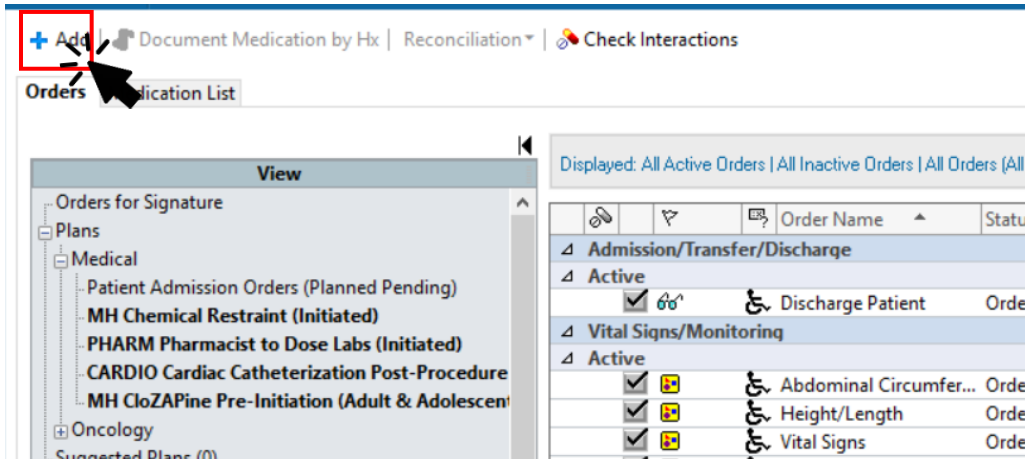 Add Document Medication by Hx | Reconciliation | Check Interactions
Orders Medication List
View
Orders for Signature
Plans
Medical
Patient Admission Orders (Planned Pending)
MH Chemical Restraint (Initiated)
PHARM Pharmacist to Dose Labs (Initiated)
CARDIO Cardiac Catheterization Post-Procedure
MH CloZAPine Pre-Initiation (Adult & Adolescent
Oncology
Suggested Plans (0)
Displayed: All Active Orders | All Inactive Orders | All Orders (All
Order Name Statu
Admission/Transfer/Discharge
Active
Discharge Patient Orde
Vital Signs/Monitoring
Active
Abdominal Circumfer... Orde
Height/Length Orde
Vital Signs Orde